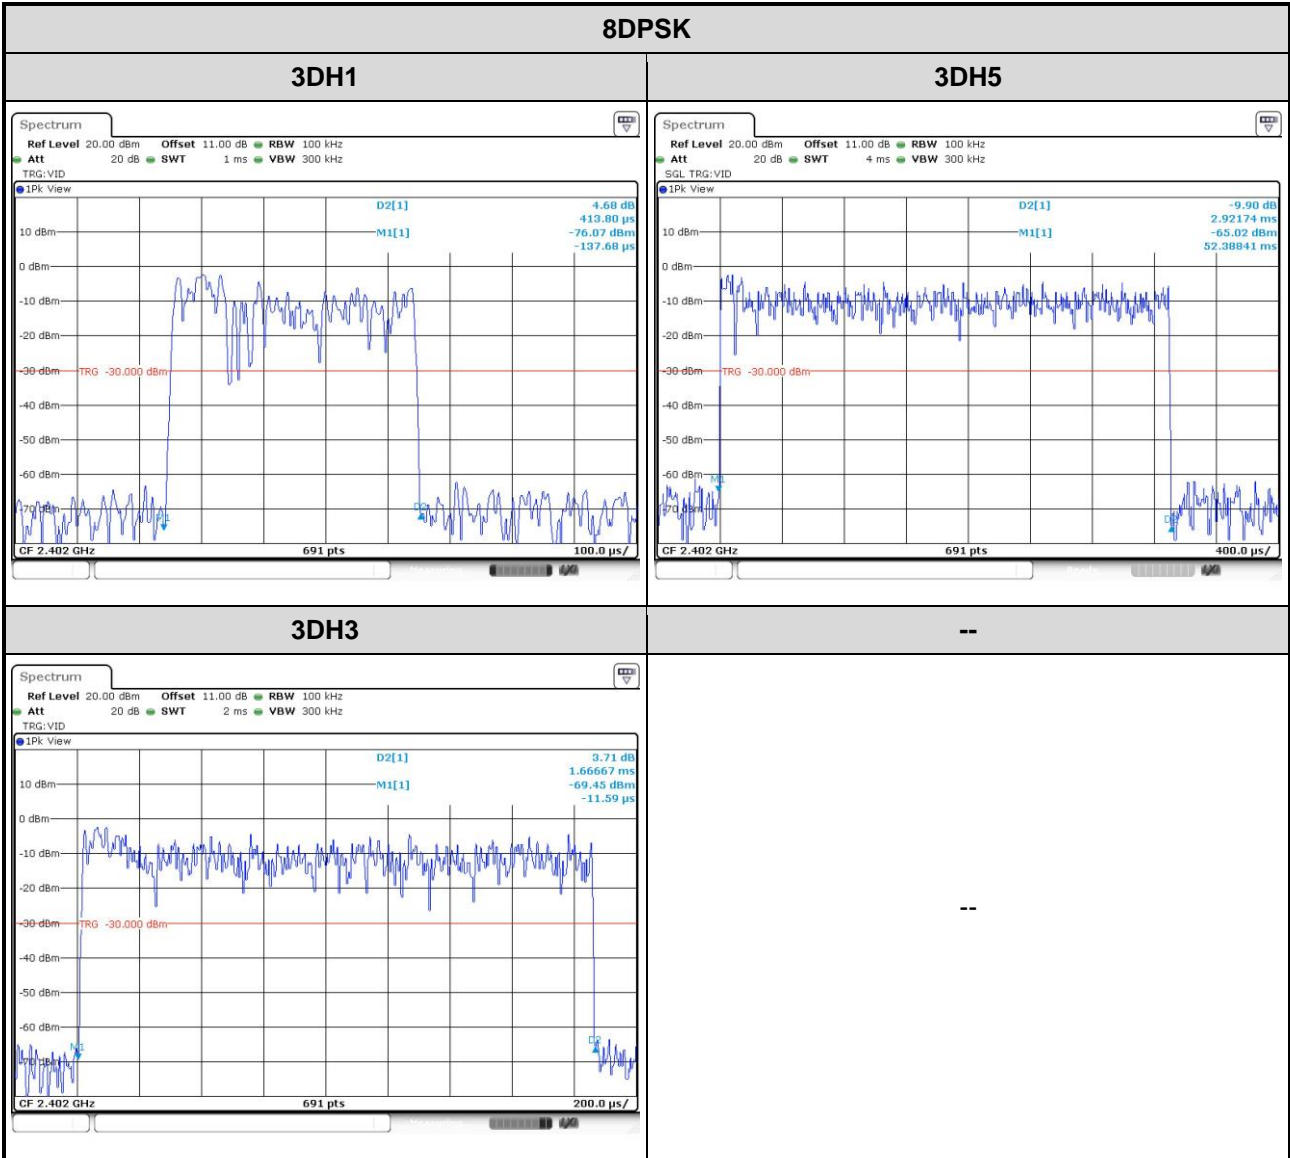 8DPSK
3DH1
3DH5
Spectrum
Ref Level 20.00 dBm Offset 11.00 dB RBW 100 kHz
Att 20 dB SWT 1 ms VBW 300 kHz
TRG:VID
1Pk View
D2[1] 4.68 dB
413.80 µs
M1[1] -76.07 dBm
-137.68 µs
10 dBm
0 dBm
-10 dBm
-20 dBm
-30 dBm TRG -30.000 dBm
-40 dBm
-50 dBm
-60 dBm
-70 dBm
D2
CF 2.402 GHz 691 pts 100.0 µs/
Spectrum
Ref Level 20.00 dBm Offset 11.00 dB RBW 100 kHz
Att 20 dB SWT 4 ms VBW 300 kHz
SGL TRG:VID
1Pk View
D2[1] -9.90 dB
2.92174 ms
M1[1] -65.02 dBm
52.38841 ms
10 dBm
0 dBm
-10 dBm
-20 dBm
-30 dBm TRG -30.000 dBm
-40 dBm
-50 dBm
-60 dBm
M1
-70 dBm
D2
CF 2.402 GHz 691 pts 400.0 µs/
3DH3
--
Spectrum
Ref Level 20.00 dBm Offset 11.00 dB RBW 100 kHz
Att 20 dB SWT 2 ms VBW 300 kHz
TRG:VID
1Pk View
D2[1] 3.71 dB
1.66667 ms
M1[1] -69.45 dBm
-11.59 µs
10 dBm
0 dBm
-10 dBm
-20 dBm
-30 dBm TRG -30.000 dBm
-40 dBm
-50 dBm
-60 dBm
M1 D2
-70 dBm
CF 2.402 GHz 691 pts 200.0 µs/
--